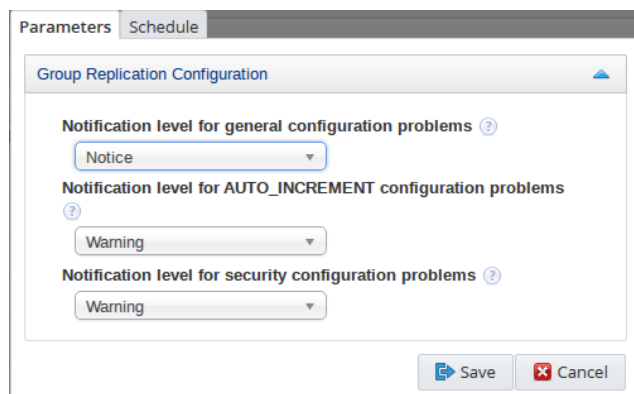 Parameters Schedule
Group Replication Configuration
Notification level for general configuration problems ?
Notice
Notification level for AUTO_INCREMENT configuration problems
?
Warning
Notification level for security configuration problems ?
Warning
Save Cancel